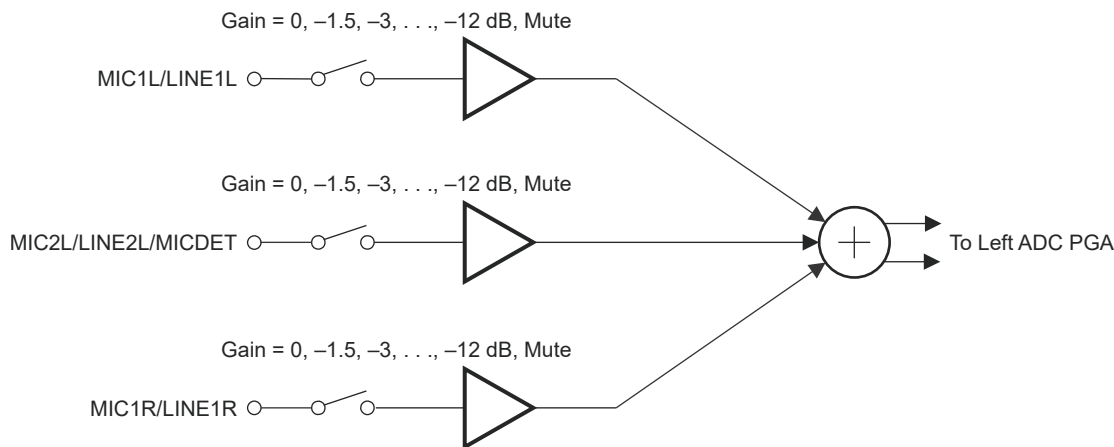 Gain = 0, –1.5, –3, . . ., –12 dB, Mute
MIC1L/LINE1L
Gain = 0, –1.5, –3, . . ., –12 dB, Mute
MIC2L/LINE2L/MICDET
+
To Left ADC PGA
Gain = 0, –1.5, –3, . . ., –12 dB, Mute
MIC1R/LINE1R